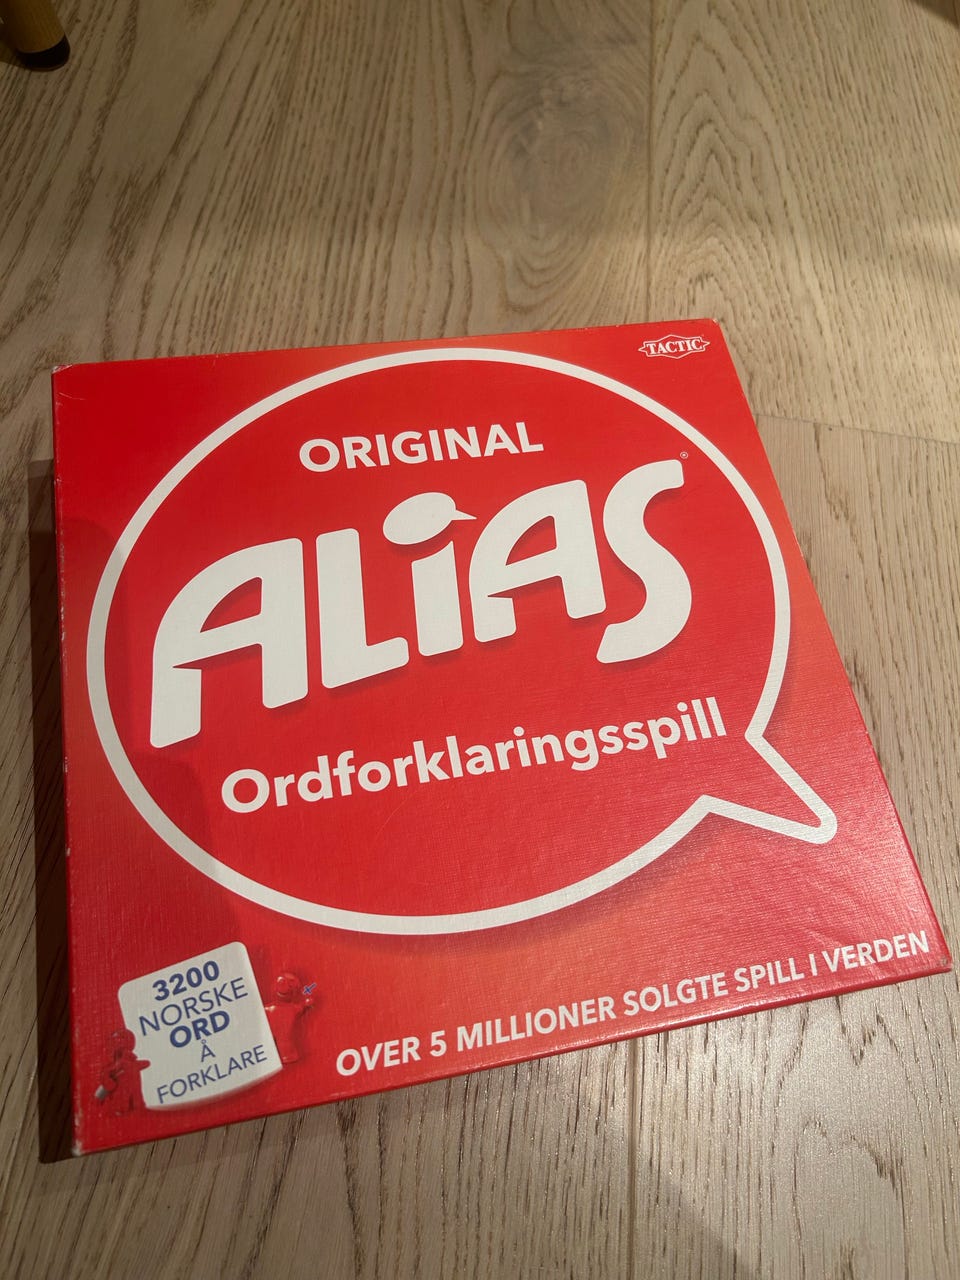 TACTIC
ORIGINAL
ALiAS®
Ordforklaringsspill
3200
NORSKE
ORD
Å
FORKLARE
OVER 5 MILLIONER SOLGTE SPILL I VERDEN